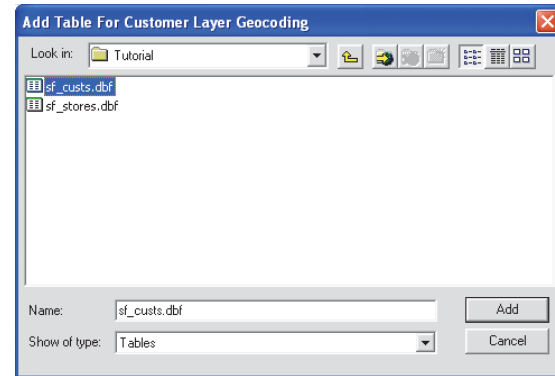 Add Table For Customer Layer Geocoding
Look in: Tutorial
sf_custs.dbf
sf_stores.dbf
Name: sf_custs.dbf Add
Show of type: Tables Cancel